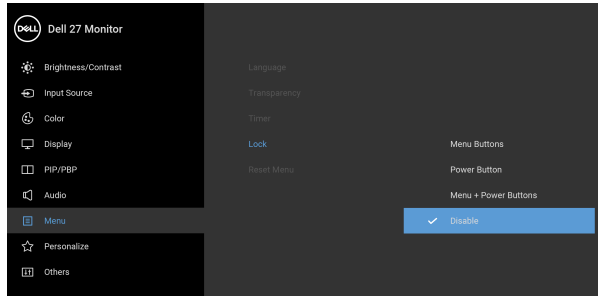 DELL Dell 27 Monitor
Brightness/Contrast
Language
Input Source
Transparency
Color
Timer
Display
Lock
Menu Buttons
PIP/PBP
Reset Menu
Power Button
Audio
Menu + Power Buttons
Menu
Disable
Personalize
Others